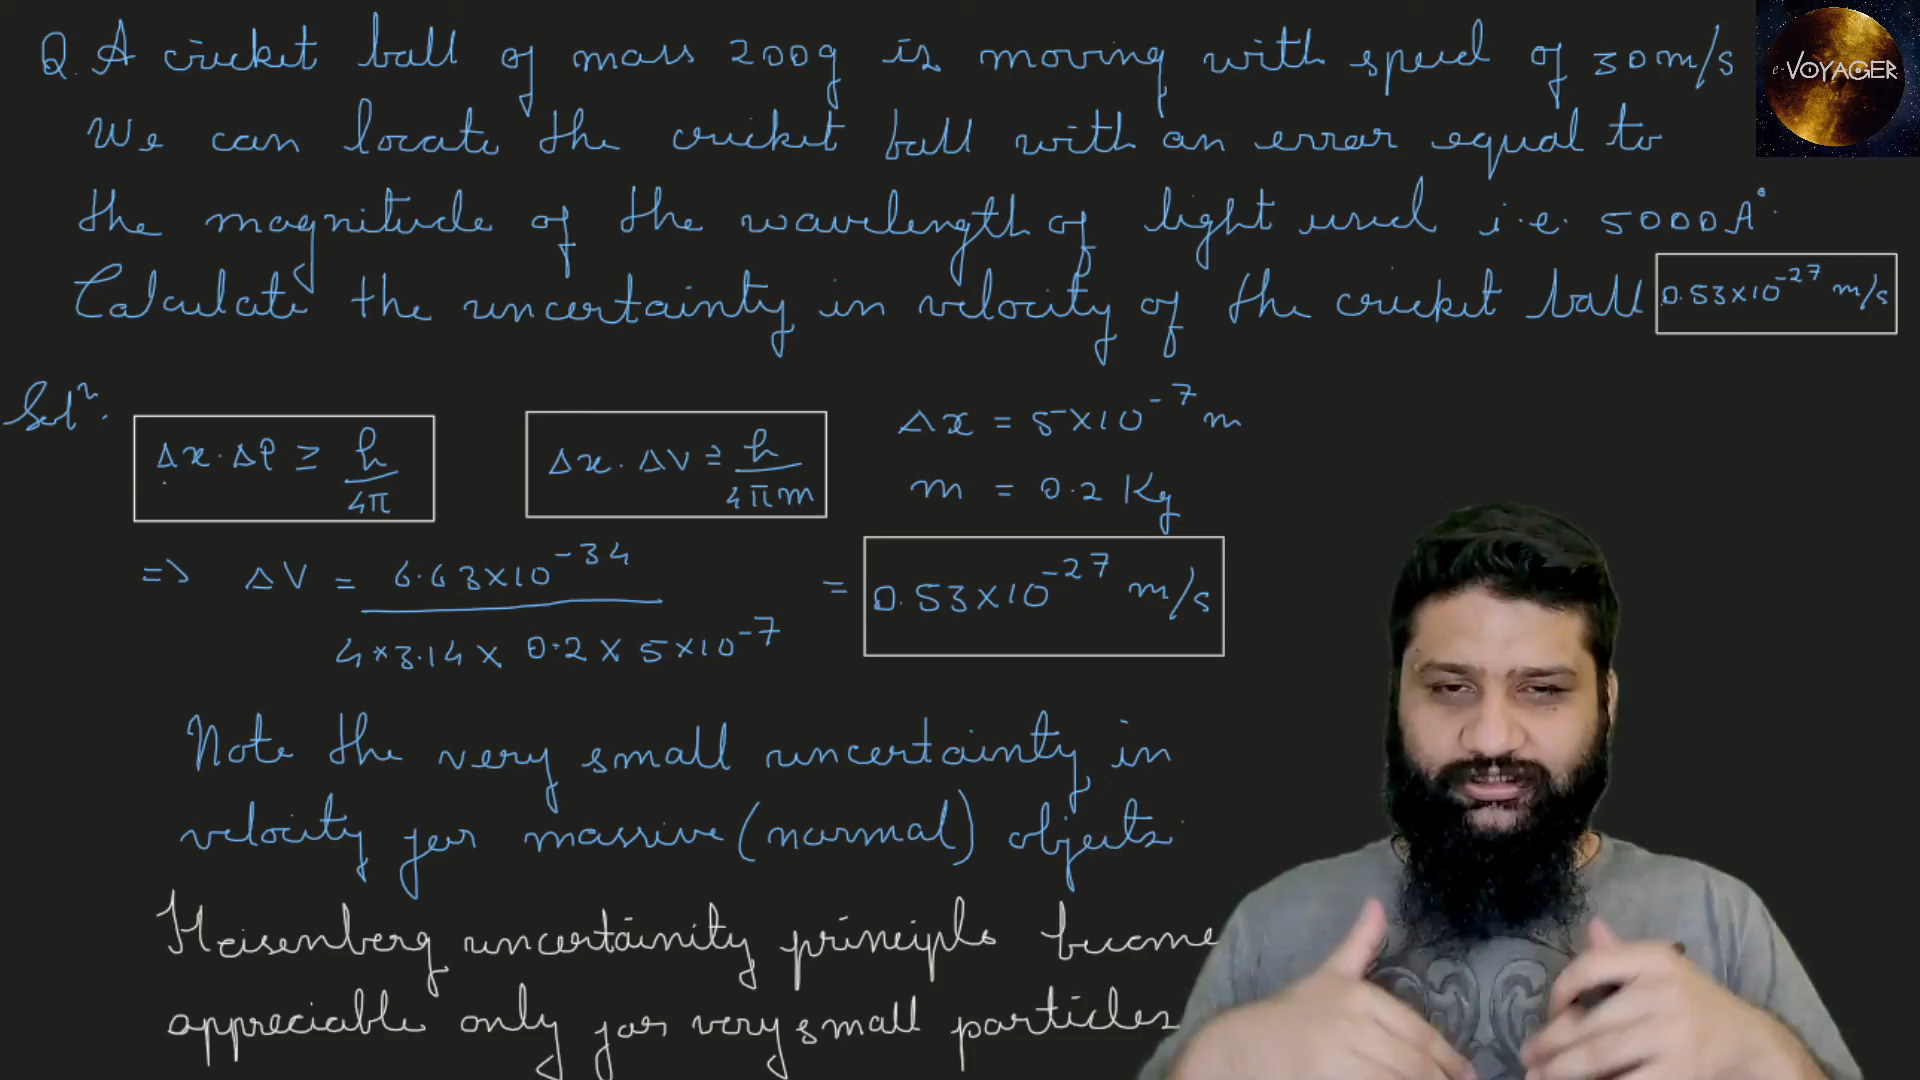 Q. A cricket ball of mass 200g is moving with speed of 30m/s
We can locate the cricket ball with an error equal to
the magnitude of the wavelength of light used i.e. 5000A°.
Calculate the uncertainty in velocity of the cricket ball 0.53×10⁻²⁷ m/s
Solⁿ.
Δx·ΔP ≥ h/4π
Δx·ΔV ≥ h/4πm
Δx = 5×10⁻⁷ m
m = 0.2 Kg
=> ΔV = 6.63×10⁻³⁴ / 4×3.14× 0.2 × 5×10⁻⁷ = 0.53×10⁻²⁷ m/s
Note the very small uncertainty in
velocity for massive (normal) objects.
Heisenberg uncertainity principle become
appreciable only for very small particles
e-VOYAGER